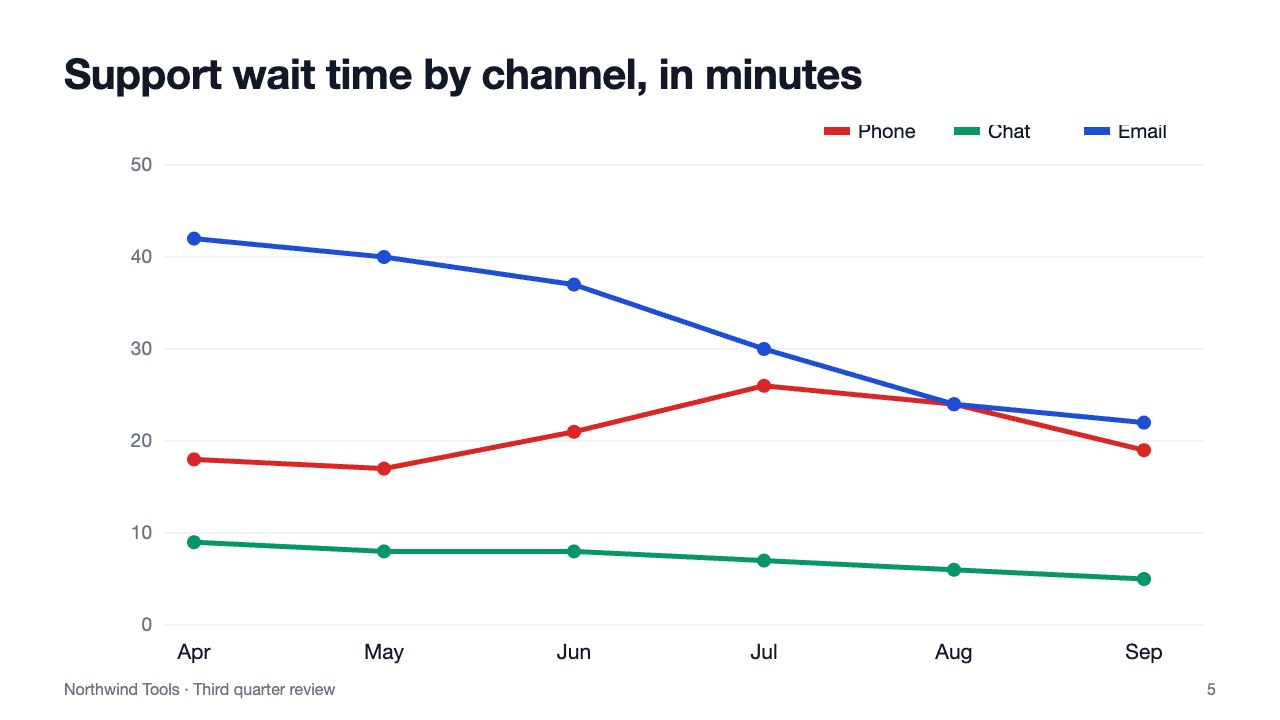 Support wait time by channel, in minutes
Phone Chat Email
50
40
30
20
10
0
Apr May Jun Jul Aug Sep
Northwind Tools · Third quarter review 5